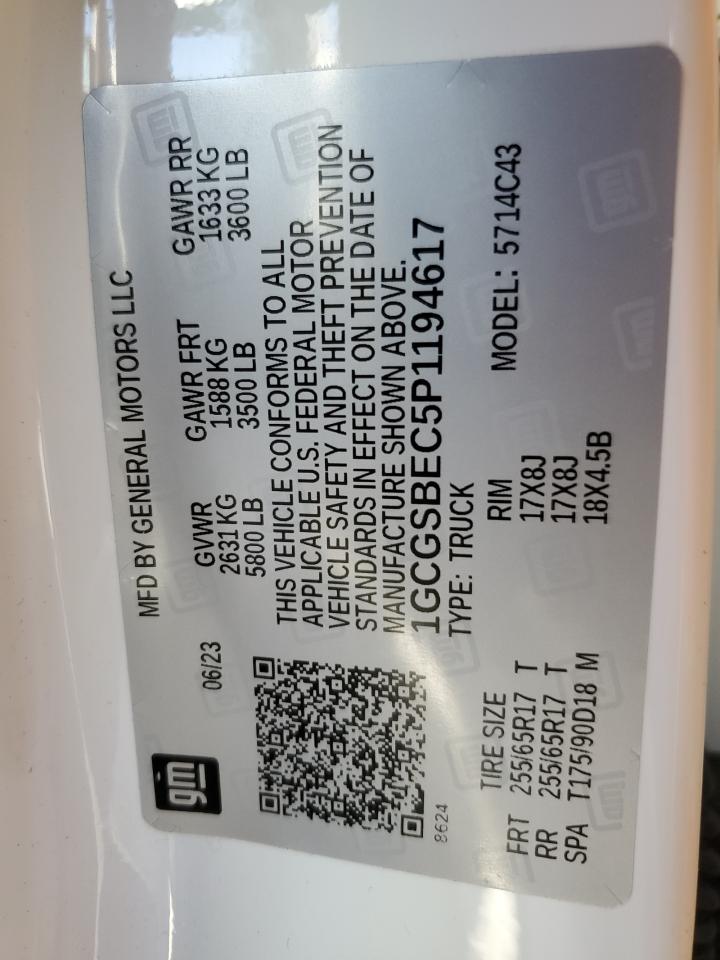 gm
MFD BY GENERAL MOTORS LLC
06/23 GVWR GAWR FRT GAWR RR
2631 KG 1588 KG 1633 KG
5800 LB 3500 LB 3600 LB
THIS VEHICLE CONFORMS TO ALL
APPLICABLE U.S. FEDERAL MOTOR
VEHICLE SAFETY AND THEFT PREVENTION
STANDARDS IN EFFECT ON THE DATE OF
MANUFACTURE SHOWN ABOVE.
1GCGSBEC5P1194617
8624
TYPE: TRUCK
TIRE SIZE RIM MODEL: 5714C43
FRT 255/65R17 T 17X8J
RR 255/65R17 T 17X8J
SPA T175/90D18 M 18X4.5B